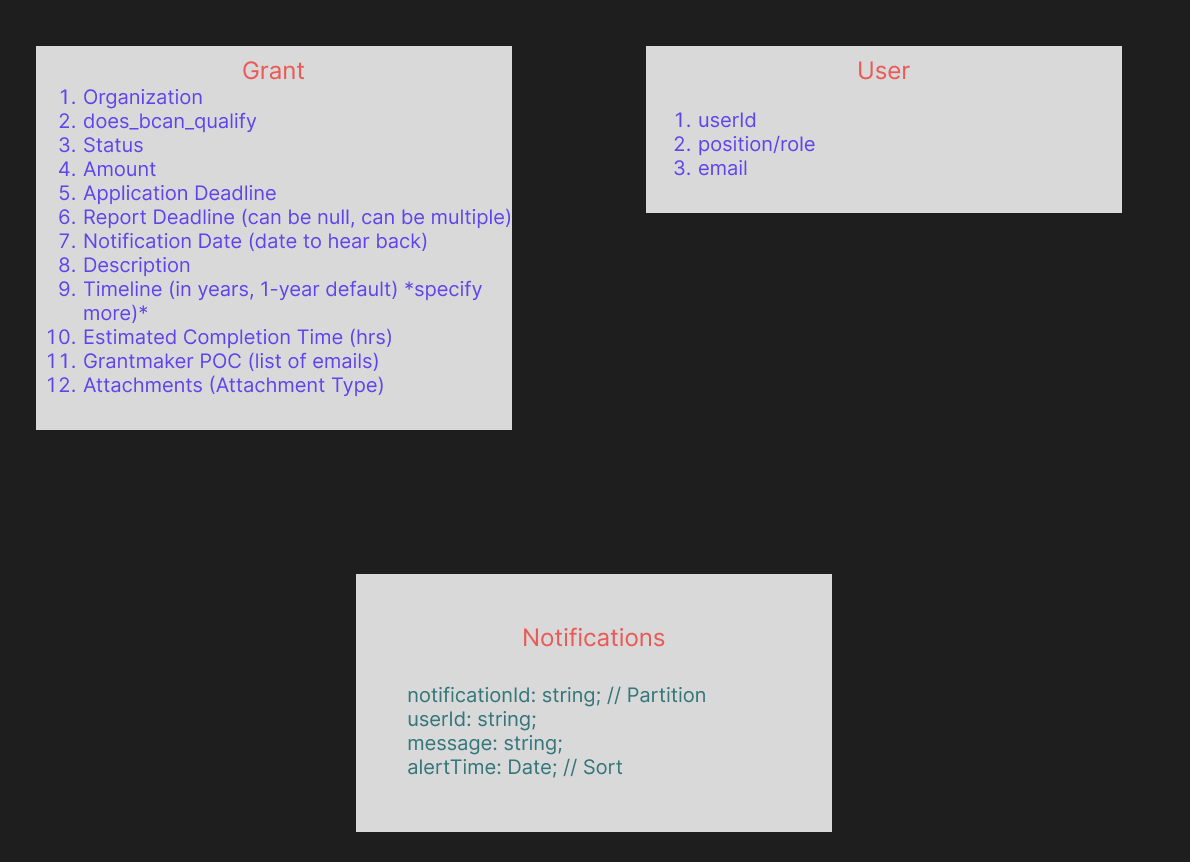 Grant
1. Organization
2. does_bcan_qualify
3. Status
4. Amount
5. Application Deadline
6. Report Deadline (can be null, can be multiple)
7. Notification Date (date to hear back)
8. Description
9. Timeline (in years, 1-year default) *specify
more)*
10. Estimated Completion Time (hrs)
11. Grantmaker POC (list of emails)
12. Attachments (Attachment Type)
User
1. userId
2. position/role
3. email
Notifications
notificationId: string; // Partition
userId: string;
message: string;
alertTime: Date; // Sort